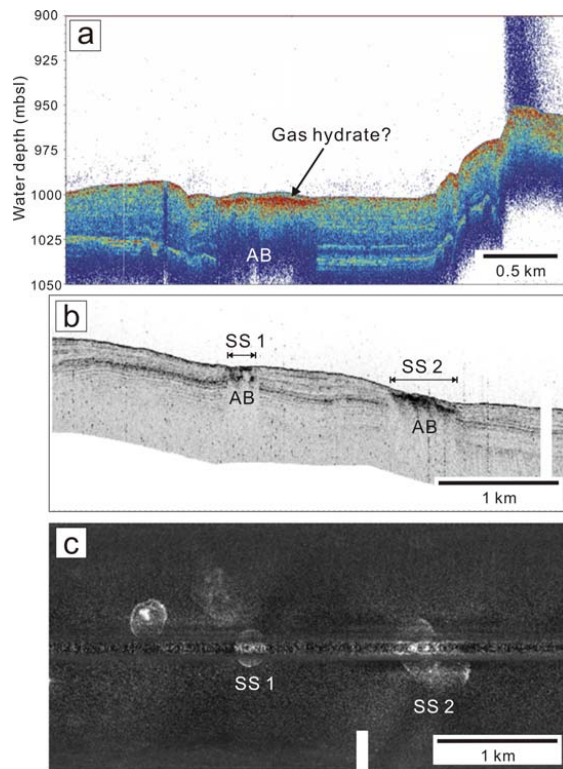 a
900
950
975
1000
1025
1050
Water depth (mbsl)
Gas hydrate?
AB
0.5 km
b
SS 1
SS 2
AB
AB
1 km
c
SS 1
SS 2
1 km